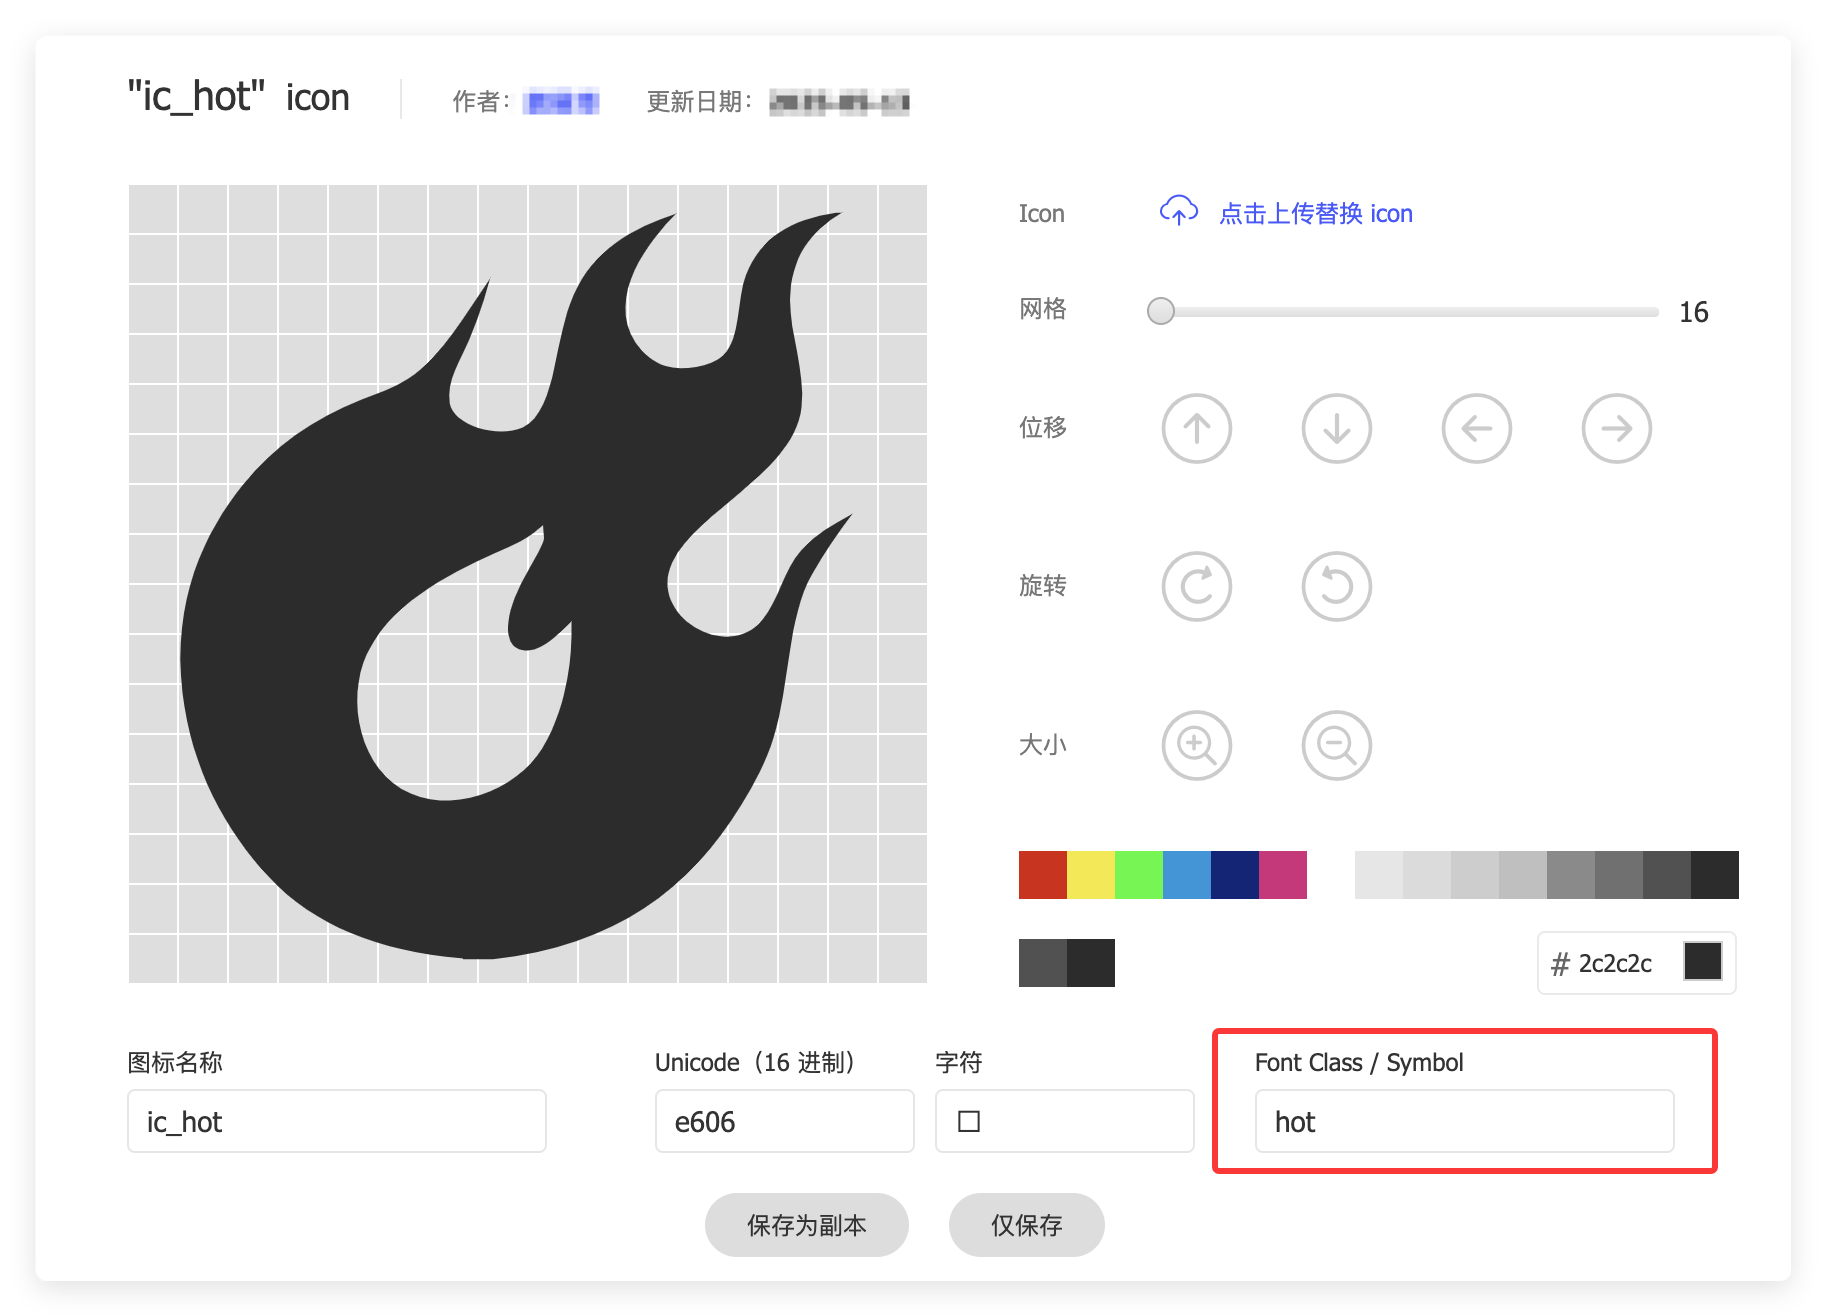 "ic_hot" icon 作者： 更新日期：
Icon 点击上传替换 icon
网格 16
位移
旋转
大小
# 2c2c2c
图标名称 Unicode（16 进制） 字符 Font Class / Symbol
ic_hot e606 hot
保存为副本 仅保存